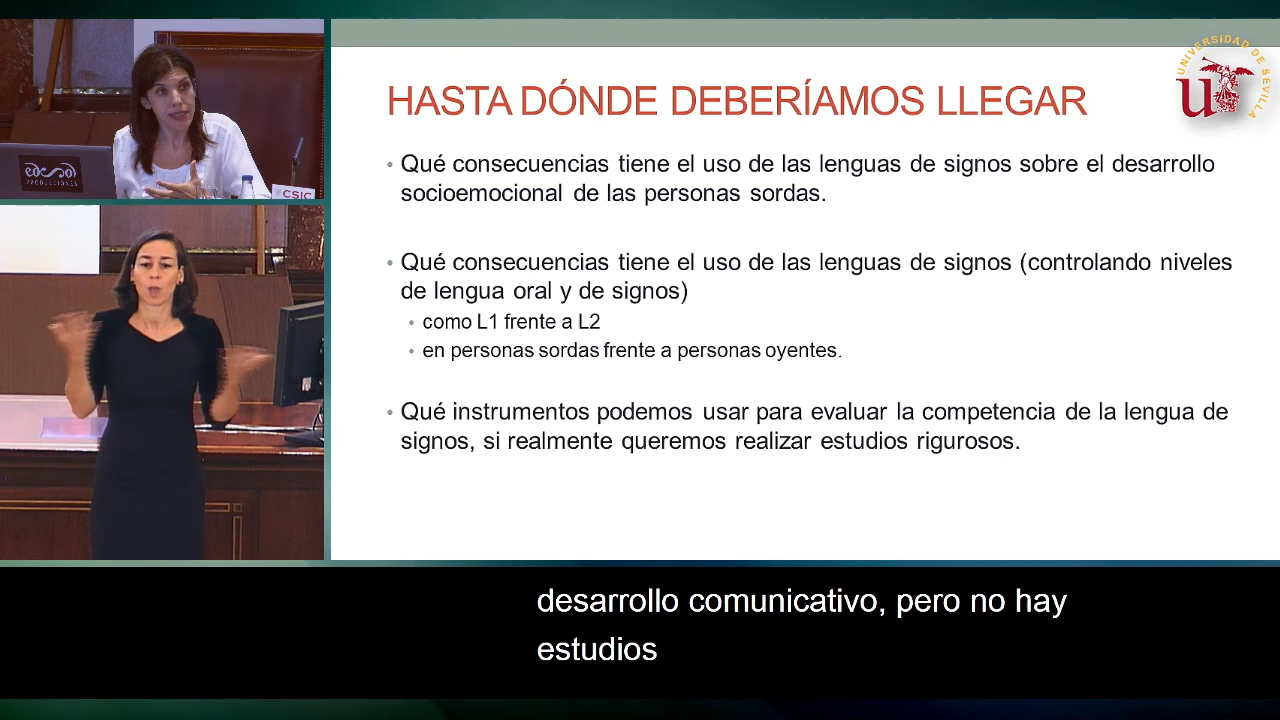 HASTA DÓNDE DEBERÍAMOS LLEGAR
UNIVERSIDAD DE SEVILLA
• Qué consecuencias tiene el uso de las lenguas de signos sobre el desarrollo
socioemocional de las personas sordas.
• Qué consecuencias tiene el uso de las lenguas de signos (controlando niveles
de lengua oral y de signos)
• como L1 frente a L2
• en personas sordas frente a personas oyentes.
• Qué instrumentos podemos usar para evaluar la competencia de la lengua de
signos, si realmente queremos realizar estudios rigurosos.
PRODUCCIONES
CSIC
desarrollo comunicativo, pero no hay
estudios